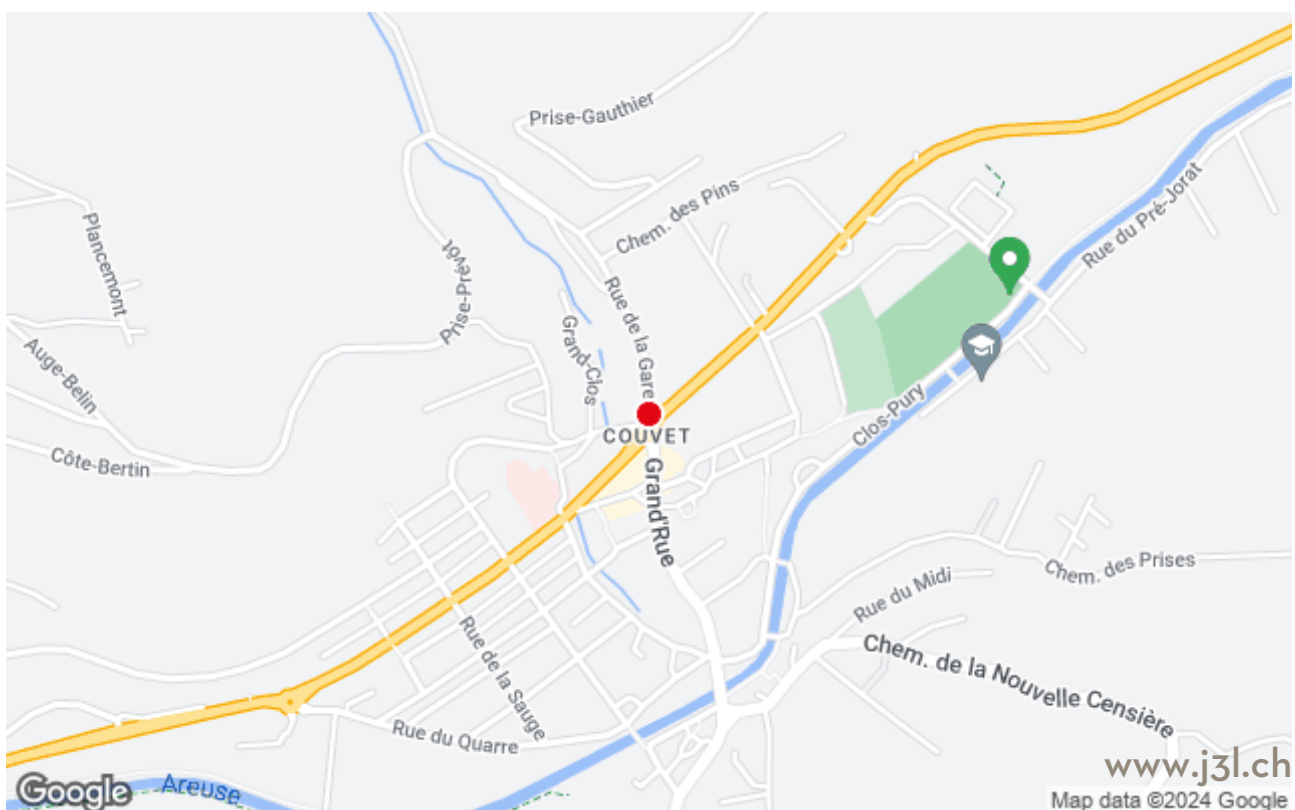 Prise-Gauthier
Chem. des Pins
Rue du Pré-Jorat
Plancemont
Prise-Prévôt
Rue de la Gare
Grand-Clos
Auge-Belin
Clos-Pury
COUVET
Côte-Bertin
Grand'Rue
Chem. des Prises
Rue du Midi
Chem. de la Nouvelle Censière
Rue de la Sauge
Rue du Quarre
www.j3l.ch
Areuse
Google
Map data ©2024 Google